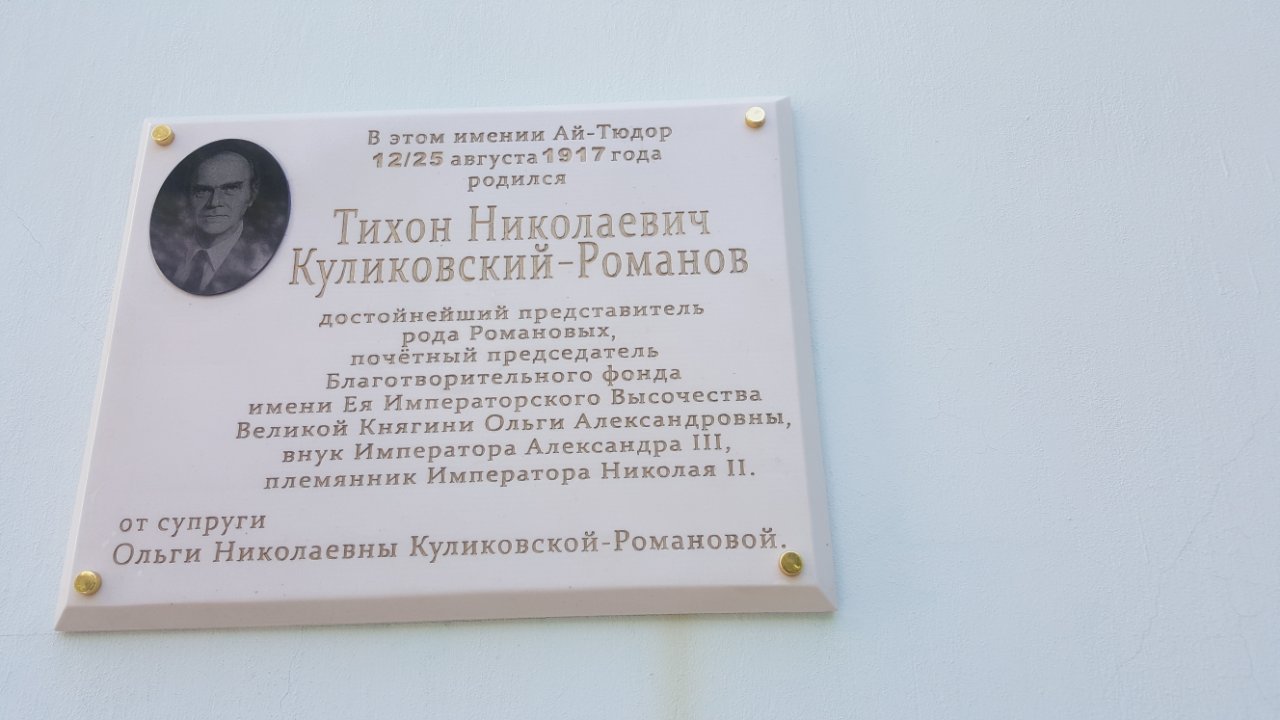 В этом имении Ай-Тюдор
12/25 августа 1917 года
родился
Тихон Николаевич
Куликовский-Романов
достойнейший представитель
рода Романовых,
почётный председатель
Благотворительного фонда
имени Ея Императорского Высочества
Великой Княгини Ольги Александровны,
внук Императора Александра III,
племянник Императора Николая II.
от супруги
Ольги Николаевны Куликовской-Романовой.